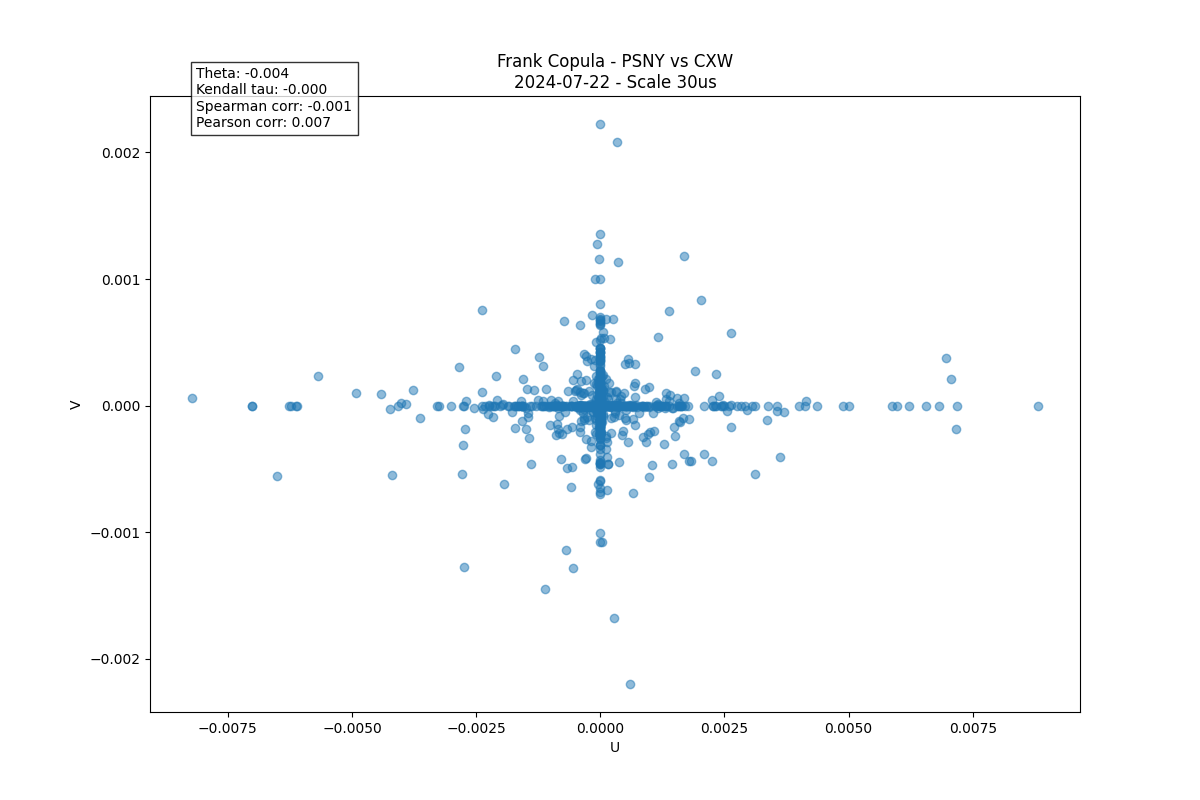 Frank Copula - PSNY vs CXW
2024-07-22 - Scale 30us
Theta: -0.004
Kendall tau: -0.000
Spearman corr: -0.001
Pearson corr: 0.007
V
0.002
0.001
0.000
−0.001
−0.002
−0.0075 −0.0050 −0.0025 0.0000 0.0025 0.0050 0.0075
U